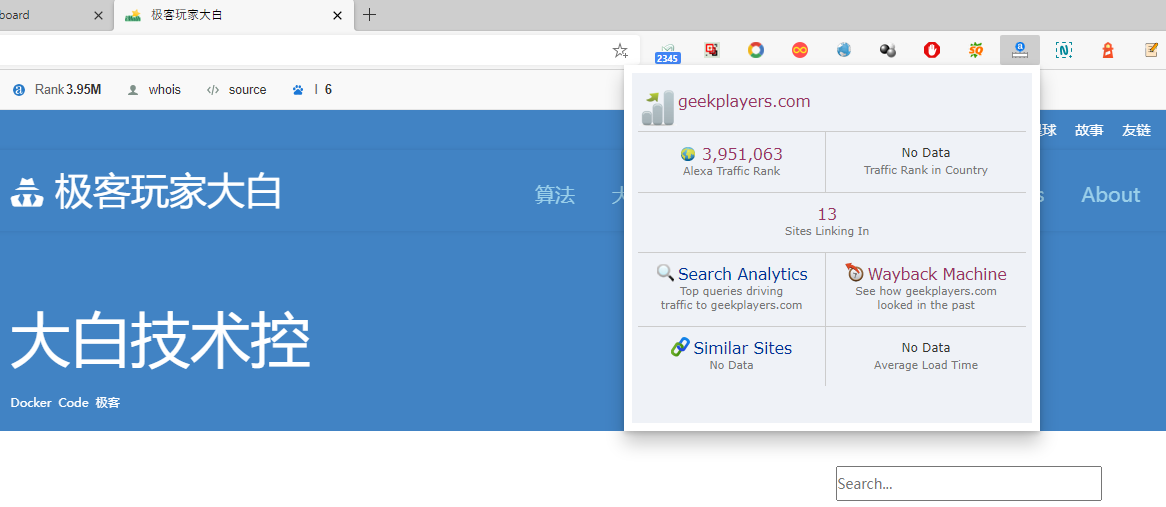 board
极客玩家大白
2345
Rank 3.95M whois source I 6
geekplayers.com
故事 友链
3,951,063
Alexa Traffic Rank
No Data
Traffic Rank in Country
极客玩家大白
算法
About
13
Sites Linking In
Search Analytics
Top queries driving
traffic to geekplayers.com
Wayback Machine
See how geekplayers.com
looked in the past
大白技术控
Similar Sites
No Data
No Data
Average Load Time
Docker Code 极客
Search...